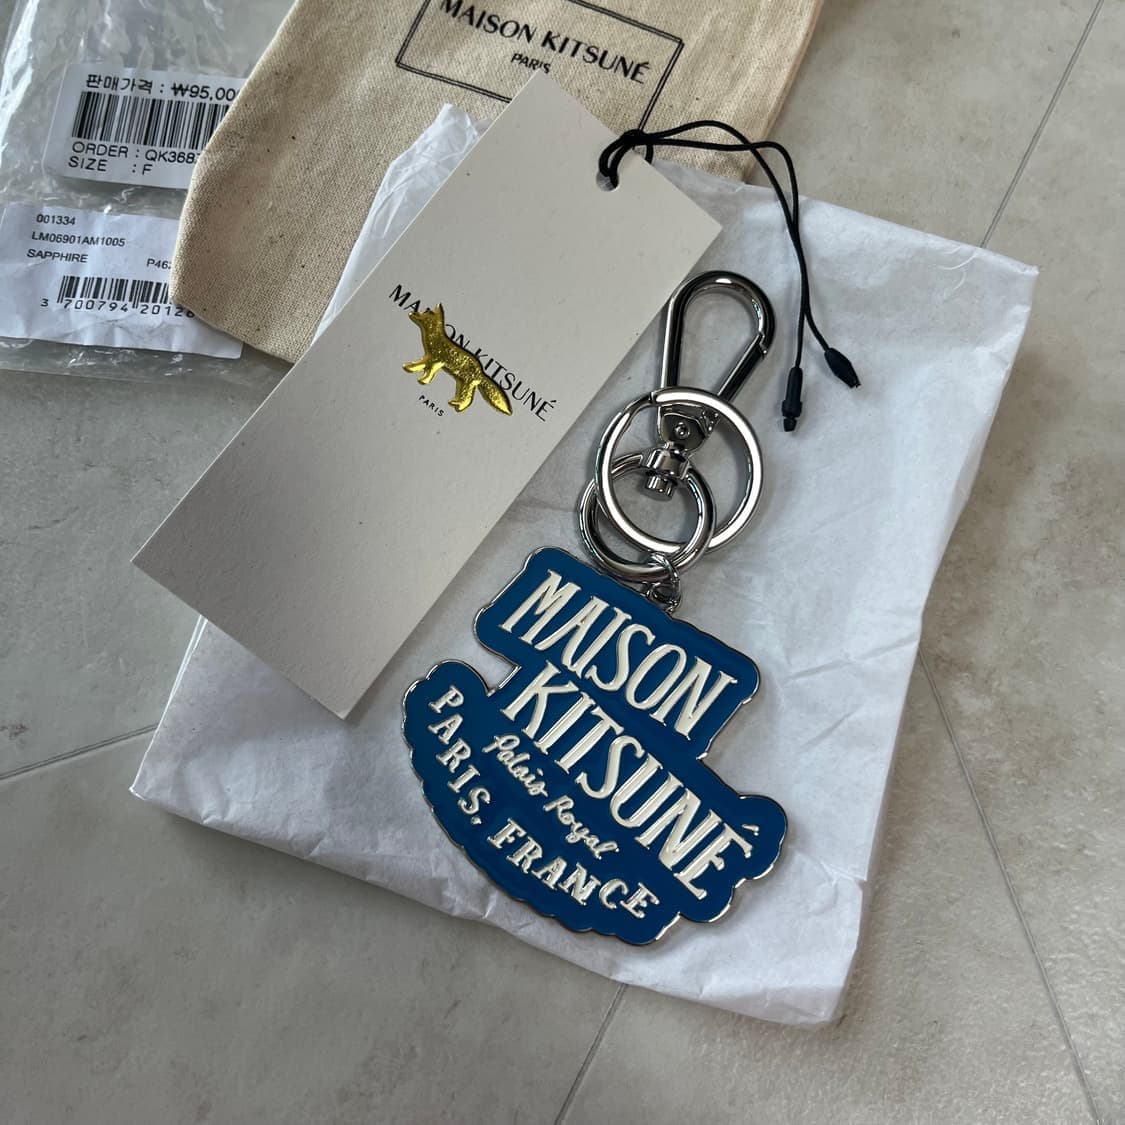 MAISON KITSUNÉ
PARIS
판매가격 : ₩95,00
ORDER : QK368
SIZE : F
001334
LM06901AM1005
SAPPHIRE P46
3 700794 20126
MAISON KITSUNÉ
PARIS
MAISON
KITSUNÉ
Palais Royal
PARIS, FRANCE